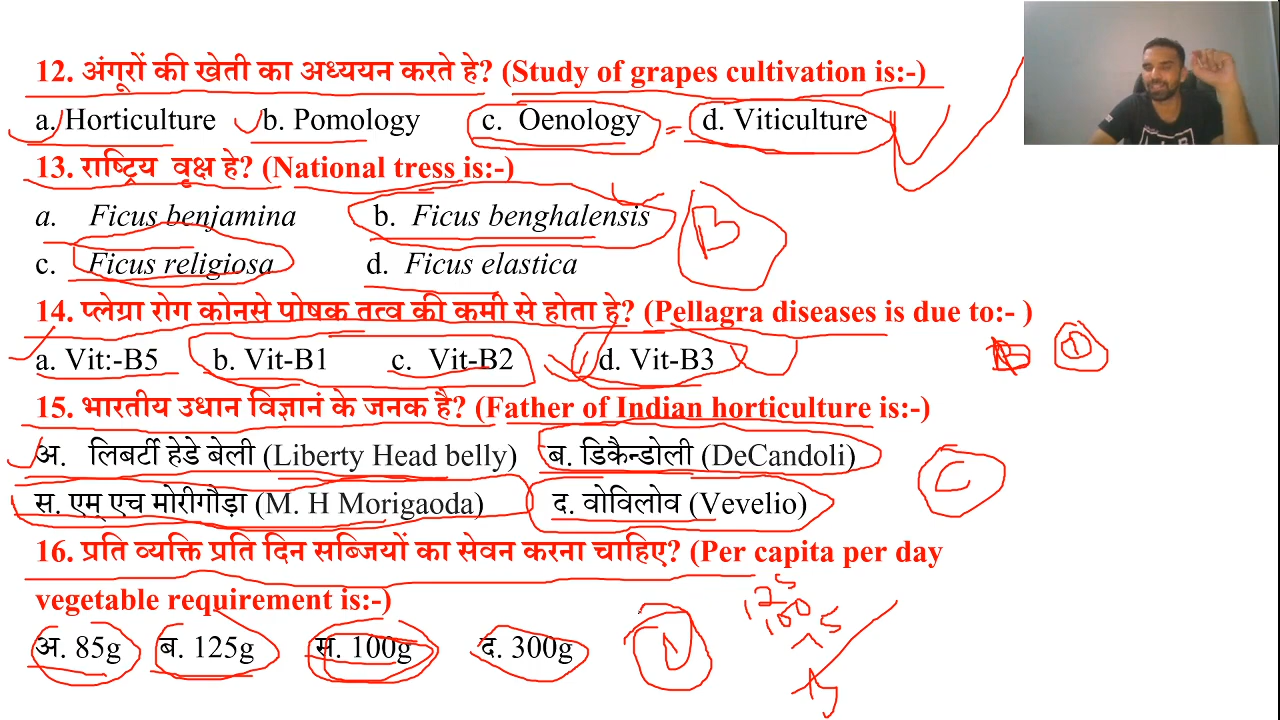 12. अंगूरों की खेती का अध्ययन करते हे? (Study of grapes cultivation is:-)
a. Horticulture b. Pomology c. Oenology = d. Viticulture
13. राष्ट्रिय वृक्ष हे? (National tress is:-)
a. Ficus benjamina b. Ficus benghalensis B
c. Ficus religiosa d. Ficus elastica
14. प्लेग्रा रोग कोनसे पोषक तत्व की कमी से होता हे? (Pellagra diseases is due to:- )
a. Vit:-B5 b. Vit-B1 c. Vit-B2 d. Vit-B3 D
15. भारतीय उधान विज्ञानं के जनक है? (Father of Indian horticulture is:-)
अ. लिबर्टी हेडे बेली (Liberty Head belly) ब. डिकैन्डोली (DeCandoli)
C
स. एम् एच मोरीगौड़ा (M. H Morigaoda) द. वोविलोव (Vevelio)
16. प्रति व्यक्ति प्रति दिन सब्जियों का सेवन करना चाहिए? (Per capita per day
vegetable requirement is:-)
125
100
अ. 85g ब. 125g स. 100g द. 300g D